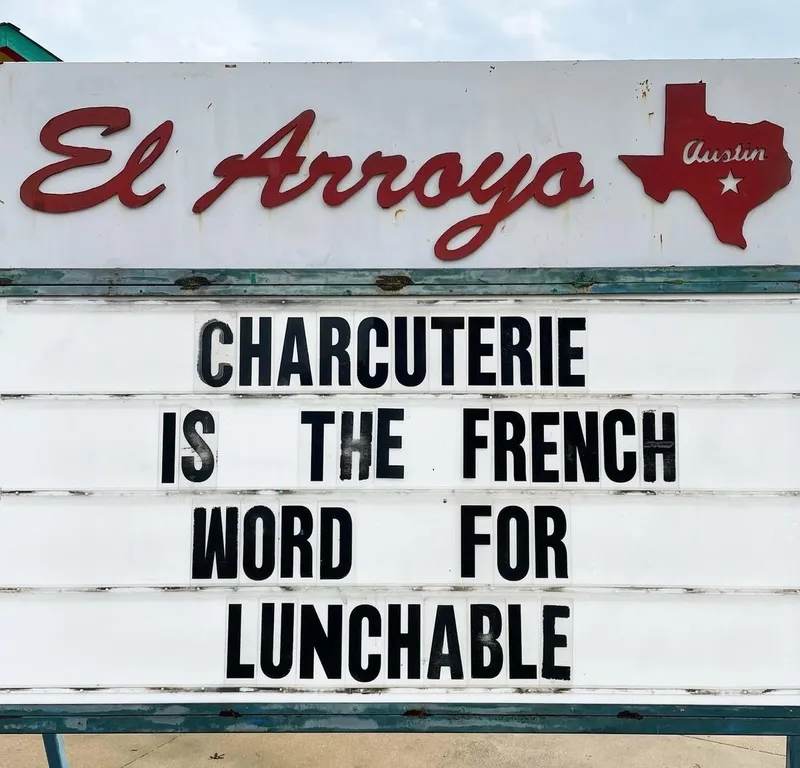 El Arroyo
Austin
CHARCUTERIE
IS THE FRENCH
WORD FOR
LUNCHABLE